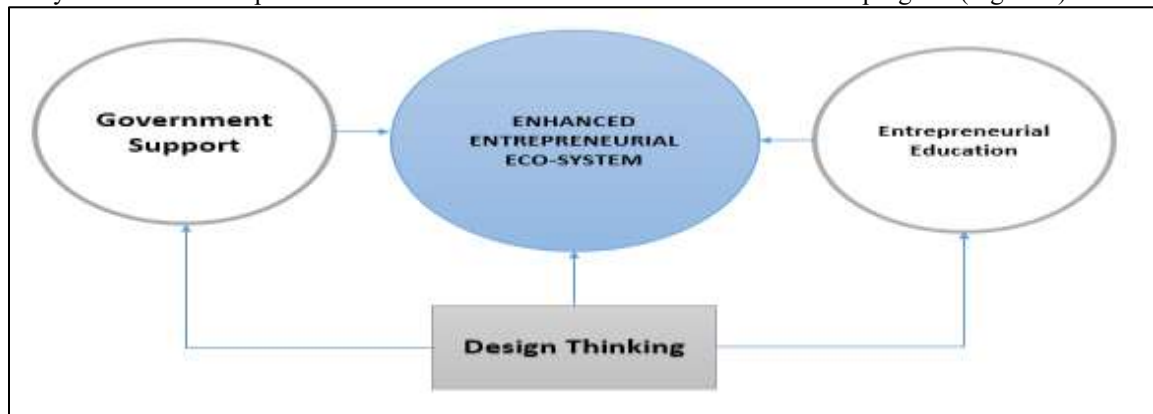 Government
Support
ENHANCED
ENTREPRENEURIAL
ECO-SYSTEM
Entrepreneurial
Education
Design Thinking